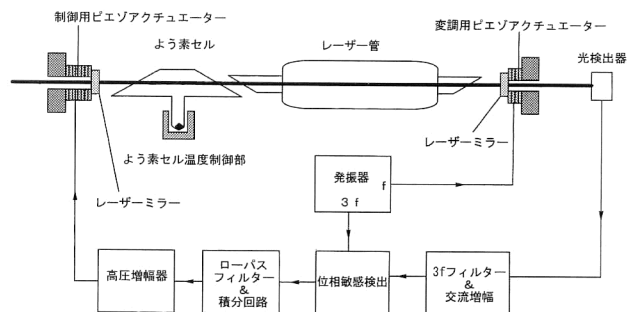 制御用ピエゾアクチュエーター
よう素セル
レーザー管
変調用ピエゾアクチュエーター
光検出器
よう素セル温度制御部
レーザーミラー
レーザーミラー
発振器
f
3f
高圧増幅器
ローパス
フィルター
&
積分回路
位相敏感検出
3fフィルター
&
交流増幅